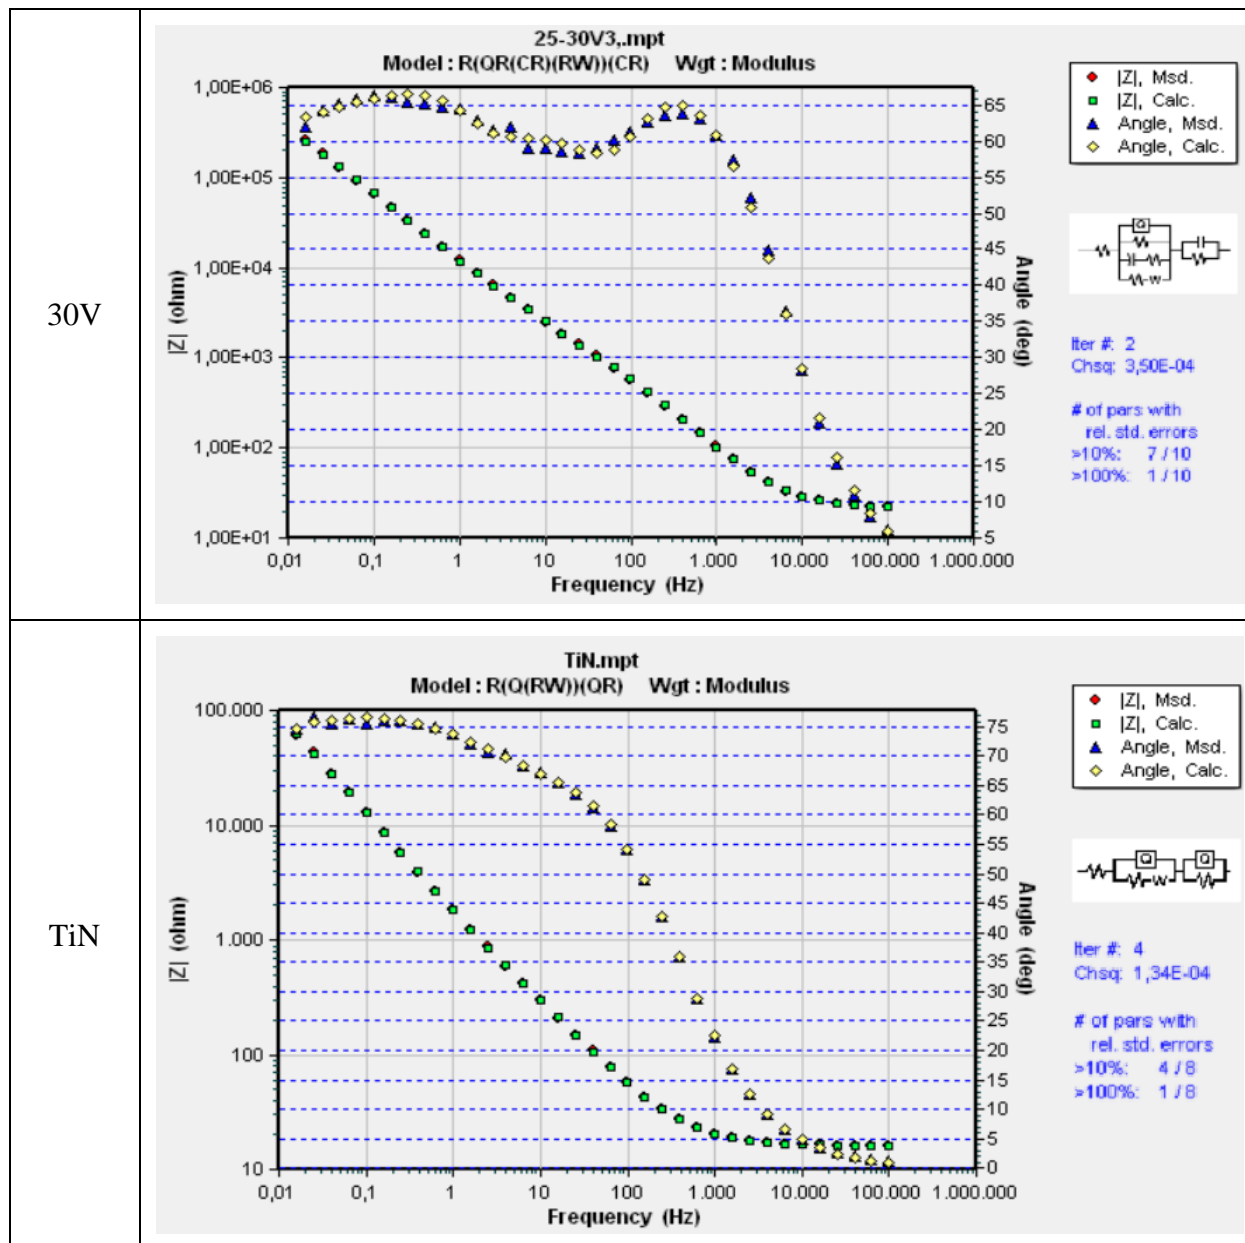 30V
25-30V3,.mpt
Model : R(QR(CR)(RW))(CR) Wgt : Modulus
1,00E+06
1,00E+05
1,00E+04
1,00E+03
1,00E+02
1,00E+01
|Z| (ohm)
65
60
55
50
45
40
35
30
25
20
15
10
5
Angle (deg)
0,01 0,1 1 10 100 1.000 10.000 100.000 1.000.000
Frequency (Hz)
|Z|, Msd.
|Z|, Calc.
Angle, Msd.
Angle, Calc.
Q
W
Iter #: 2
Chsq: 3,50E-04
# of pars with
rel. std. errors
>10%: 7 / 10
>100%: 1 / 10
TiN
TiN.mpt
Model : R(Q(RW))(QR) Wgt : Modulus
100.000
10.000
1.000
100
10
|Z| (ohm)
75
70
65
60
55
50
45
40
35
30
25
20
15
10
5
0
Angle (deg)
0,01 0,1 1 10 100 1.000 10.000 100.000 1.000.000
Frequency (Hz)
|Z|, Msd.
|Z|, Calc.
Angle, Msd.
Angle, Calc.
Q Q
W
Iter #: 4
Chsq: 1,34E-04
# of pars with
rel. std. errors
>10%: 4 / 8
>100%: 1 / 8